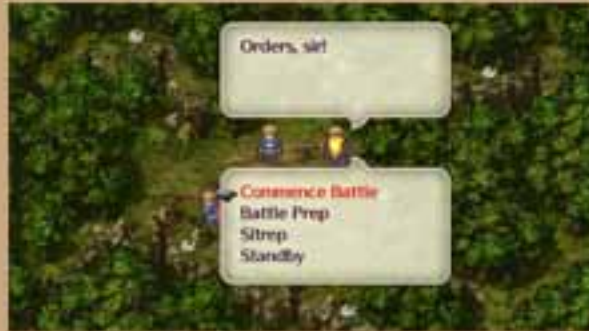 Orders, sir!
Commence Battle
Battle Prep
Sitrep
Standby